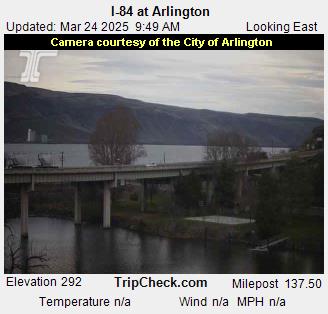 I-84 at Arlington
Updated: Mar 24 2025 9:49 AM Looking East
Camera courtesy of the City of Arlington
Elevation 292 TripCheck.com Milepost 137.50
Temperature n/a Wind n/a MPH n/a